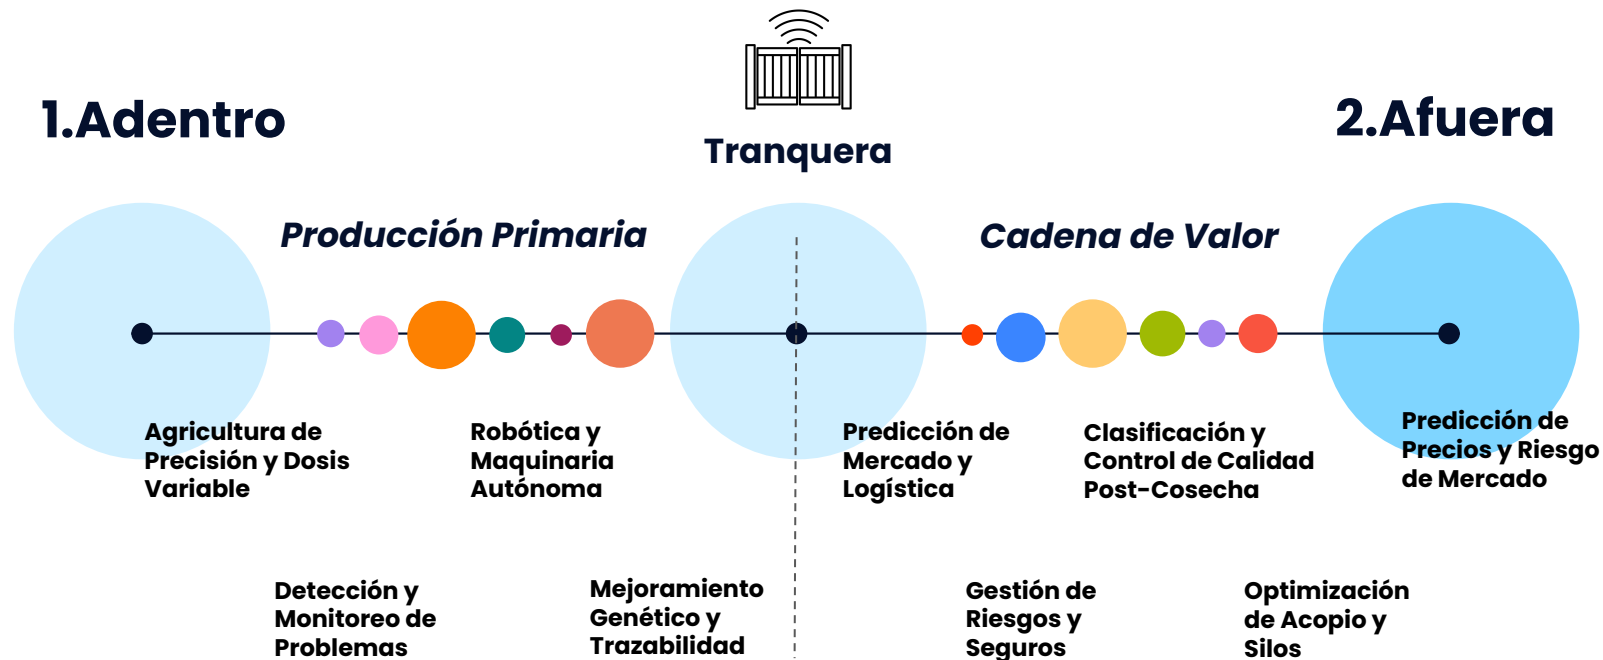 1.Adentro
Tranquera
2.Afuera
Producción Primaria
Cadena de Valor
Agricultura de
Precisión y Dosis
Variable
Robótica y
Maquinaria
Autónoma
Predicción de
Mercado y
Logística
Clasificación y
Control de Calidad
Post-Cosecha
Predicción de
Precios y Riesgo
de Mercado
Detección y
Monitoreo de
Problemas
Mejoramiento
Genético y
Trazabilidad
Gestión de
Riesgos y
Seguros
Optimización
de Acopio y
Silos